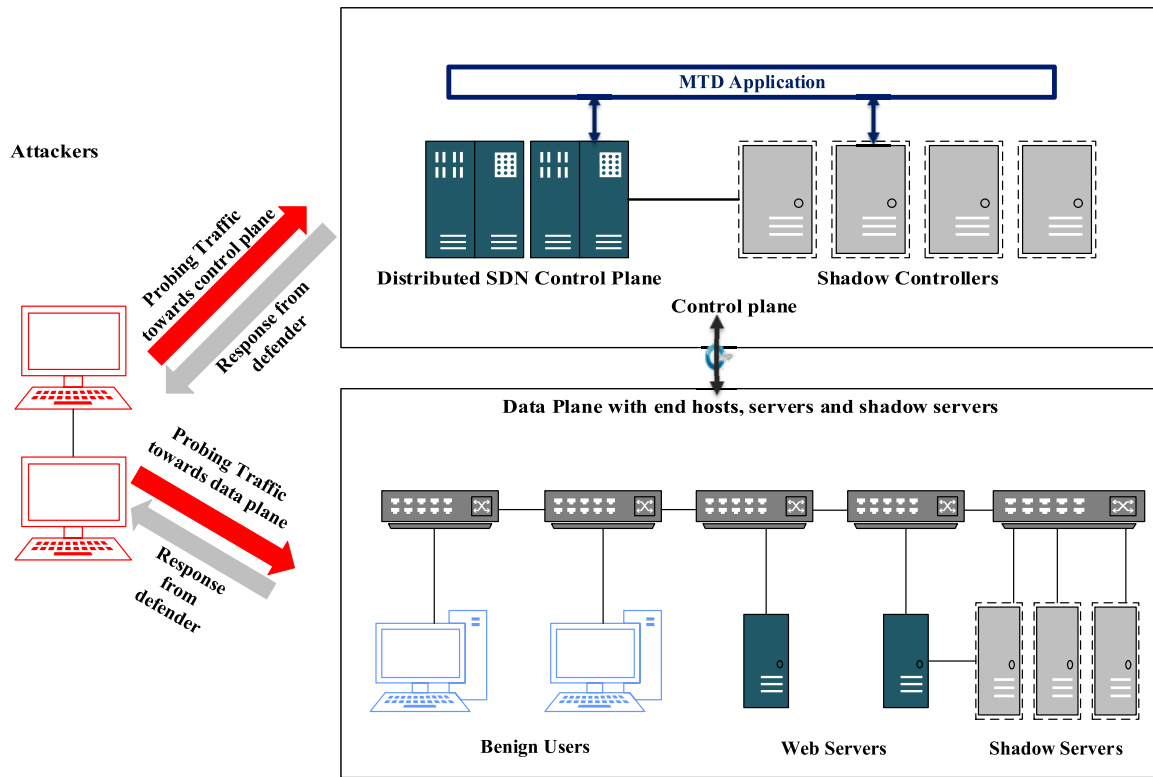 MTD Application
Attackers
Probing Traffic
towards control plane
Response from
defender
Distributed SDN Control Plane
Shadow Controllers
Control plane
Data Plane with end hosts, servers and shadow servers
Probing Traffic
towards data plane
Response
from
defender
Benign Users
Web Servers
Shadow Servers